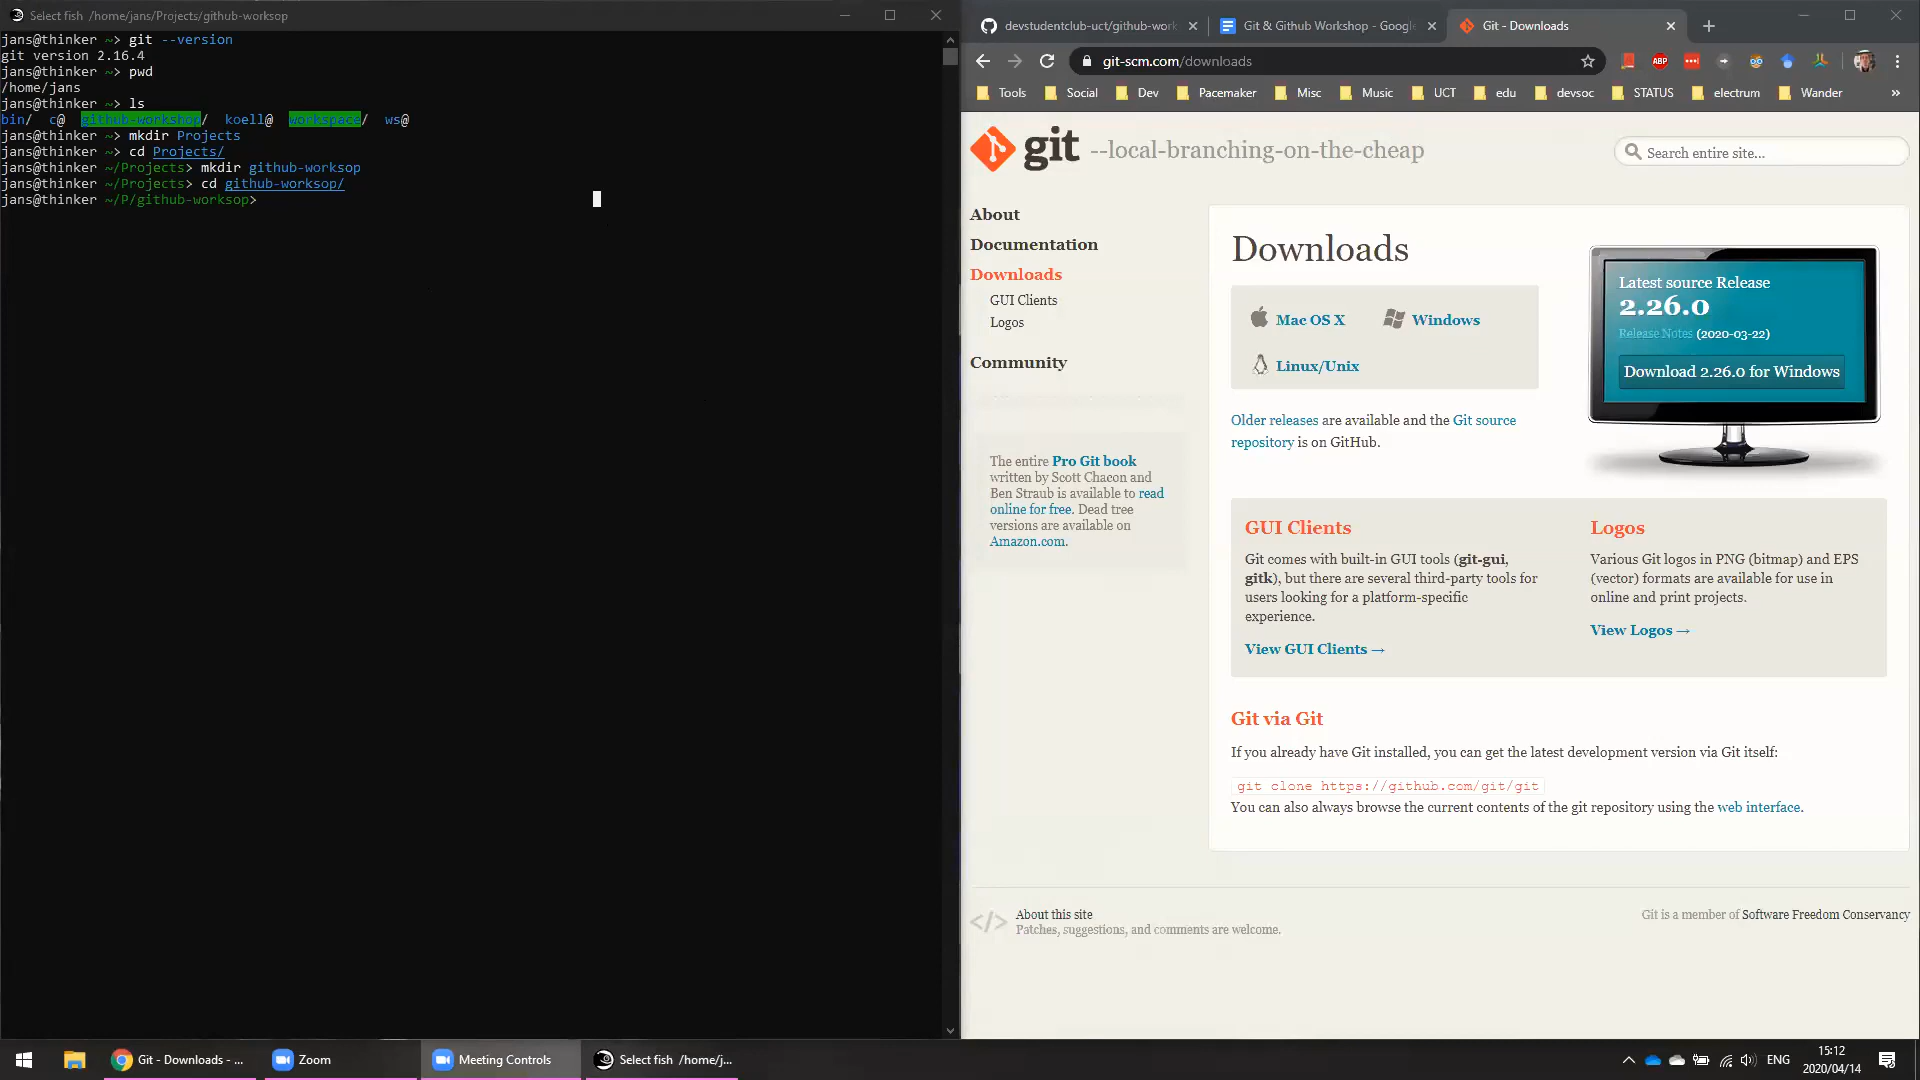 Select fish /home/jans/Projects/github-worksop
jans@thinker ~> git --version
git version 2.16.4
jans@thinker ~> pwd
/home/jans
jans@thinker ~> ls
bin/ c@ github-workshop/ koell@ workspace/ ws@
jans@thinker ~> mkdir Projects
jans@thinker ~> cd Projects/
jans@thinker ~/Projects> mkdir github-worksop
jans@thinker ~/Projects> cd github-worksop/
jans@thinker ~/P/github-worksop>
devstudentclub-uct/github-work
Git & Github Workshop - Google
Git - Downloads
git-scm.com/downloads
ABP
Tools
Social
Dev
Pacemaker
Misc
Music
UCT
edu
devsoc
STATUS
electrum
Wander
»
git --local-branching-on-the-cheap
Search entire site...
About
Documentation
Downloads
GUI Clients
Logos
Community
The entire Pro Git book
written by Scott Chacon and
Ben Straub is available to read
online for free. Dead tree
versions are available on
Amazon.com.
Downloads
Mac OS X
Windows
Linux/Unix
Older releases are available and the Git source
repository is on GitHub.
Latest source Release
2.26.0
Release Notes (2020-03-22)
Download 2.26.0 for Windows
GUI Clients
Git comes with built-in GUI tools (git-gui,
gitk), but there are several third-party tools for
users looking for a platform-specific
experience.
View GUI Clients →
Logos
Various Git logos in PNG (bitmap) and EPS
(vector) formats are available for use in
online and print projects.
View Logos →
Git via Git
If you already have Git installed, you can get the latest development version via Git itself:
git clone https://github.com/git/git
You can also always browse the current contents of the git repository using the web interface.
</>
About this site
Patches, suggestions, and comments are welcome.
Git is a member of Software Freedom Conservancy
Git - Downloads - ...
Zoom
Meeting Controls
Select fish /home/j...
ENG
15:12
2020/04/14